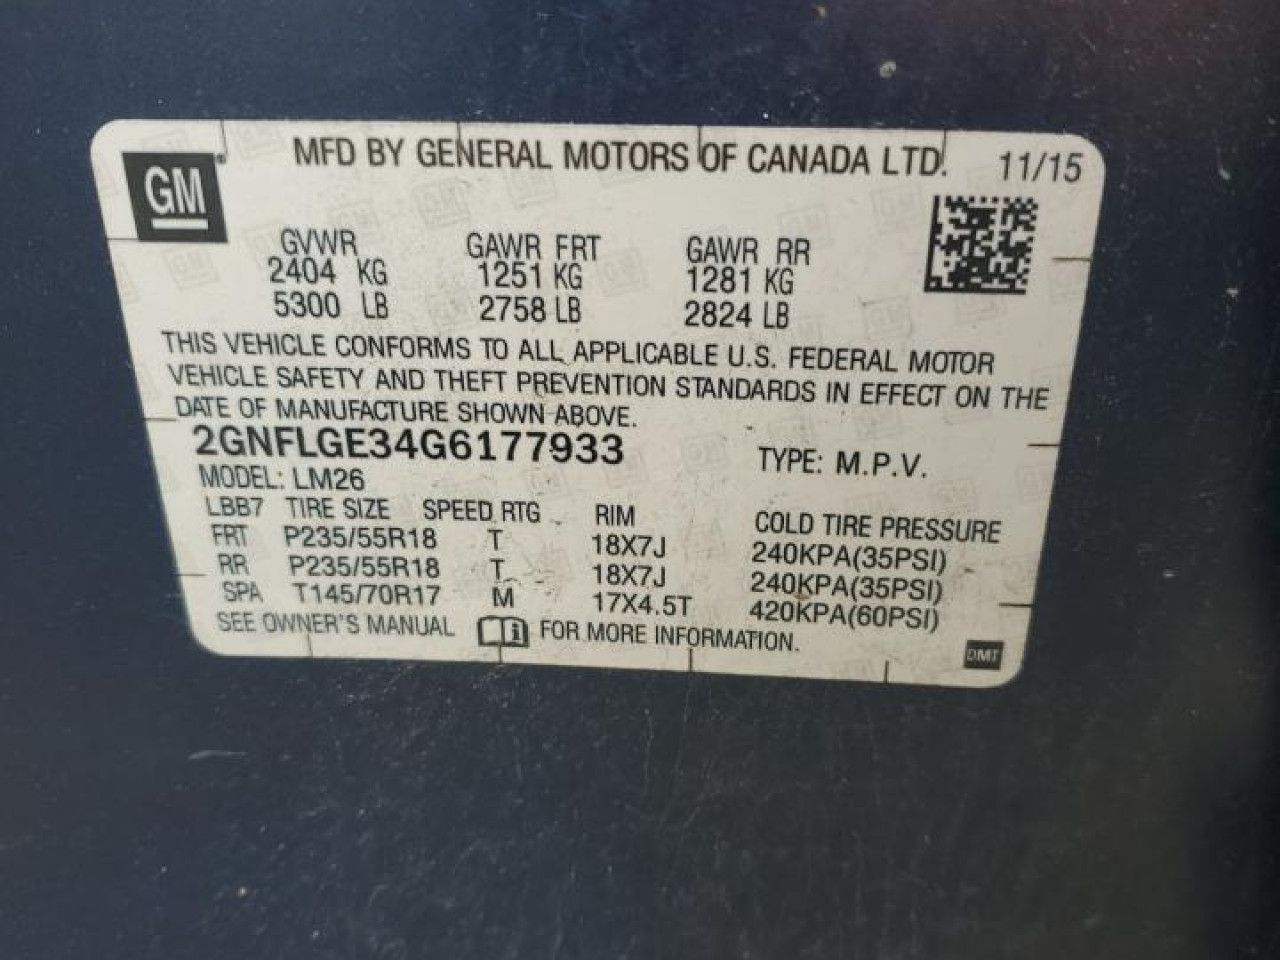 GM
MFD BY GENERAL MOTORS OF CANADA LTD. 11/15
GVWR GAWR FRT GAWR RR
2404 KG 1251 KG 1281 KG
5300 LB 2758 LB 2824 LB
THIS VEHICLE CONFORMS TO ALL APPLICABLE U.S. FEDERAL MOTOR
VEHICLE SAFETY AND THEFT PREVENTION STANDARDS IN EFFECT ON THE
DATE OF MANUFACTURE SHOWN ABOVE.
2GNFLGE34G6177933 TYPE: M.P.V.
MODEL: LM26
LBB7 TIRE SIZE SPEED RTG RIM COLD TIRE PRESSURE
FRT P235/55R18 T 18X7J 240KPA(35PSI)
RR P235/55R18 T 18X7J 240KPA(35PSI)
SPA T145/70R17 M 17X4.5T 420KPA(60PSI)
SEE OWNER'S MANUAL i FOR MORE INFORMATION.
DMT